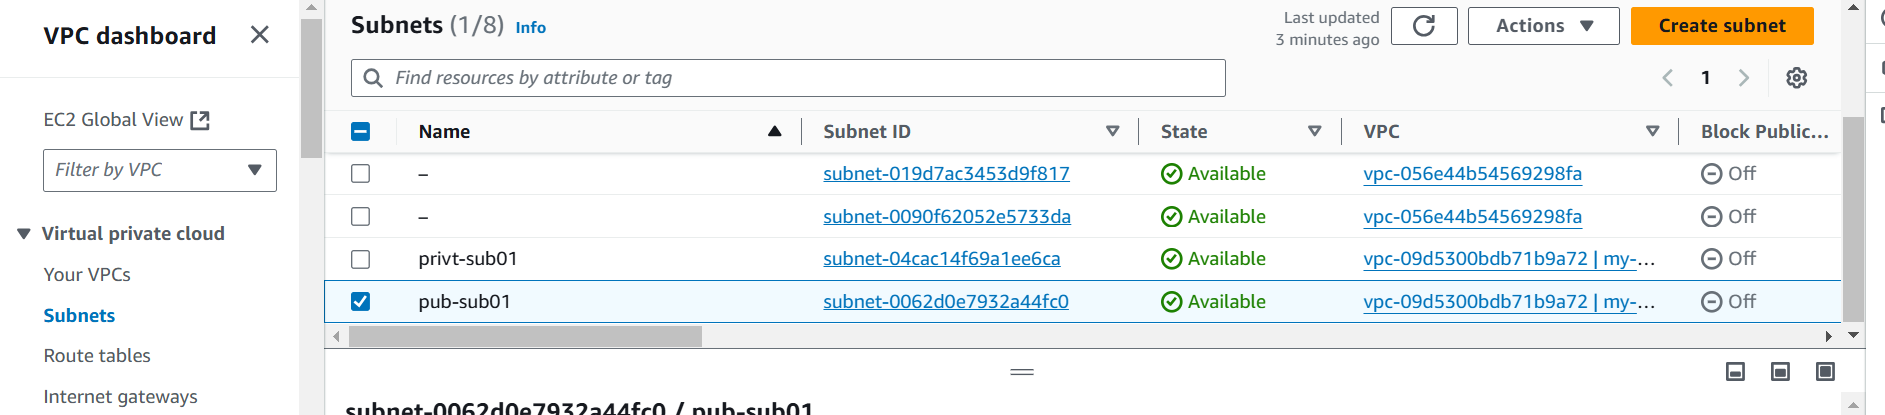 VPC dashboard
EC2 Global View
Filter by VPC
Virtual private cloud
Your VPCs
Subnets
Route tables
Internet gateways
Subnets (1/8) Info
Last updated
3 minutes ago
Actions
Create subnet
Find resources by attribute or tag
1
Name Subnet ID State VPC Block Public...
– subnet-019d7ac3453d9f817 Available vpc-056e44b54569298fa Off
– subnet-0090f62052e5733da Available vpc-056e44b54569298fa Off
privt-sub01 subnet-04cac14f69a1ee6ca Available vpc-09d5300bdb71b9a72 | my-... Off
pub-sub01 subnet-0062d0e7932a44fc0 Available vpc-09d5300bdb71b9a72 | my-... Off
subnet-0062d0e7932a44fc0 / pub-sub01